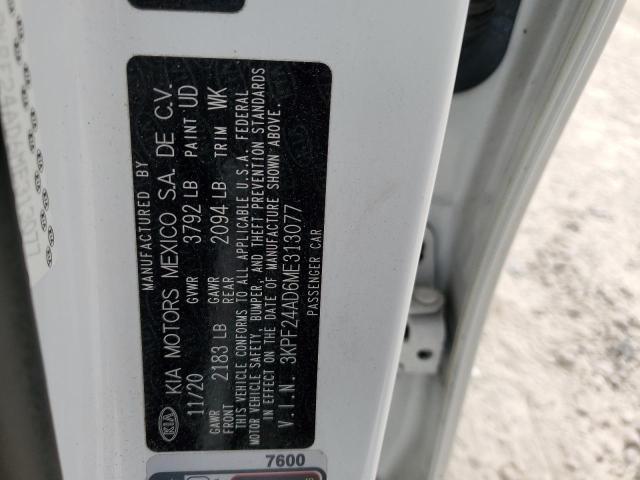 MANUFACTURED BY
KIA KIA MOTORS MEXICO S.A. DE C.V.
11/20 GVWR 3792 LB PAINT UD
GAWR FRONT 2183 LB GAWR REAR 2094 LB TRIM WK
THIS VEHICLE CONFORMS TO ALL APPLICABLE U.S.A. FEDERAL
MOTOR VEHICLE SAFETY, BUMPER, AND THEFT PREVENTION STANDARDS
IN EFFECT ON THE DATE OF MANUFACTURE SHOWN ABOVE.
V.I.N. 3KPF24AD6ME313077
PASSENGER CAR
7600